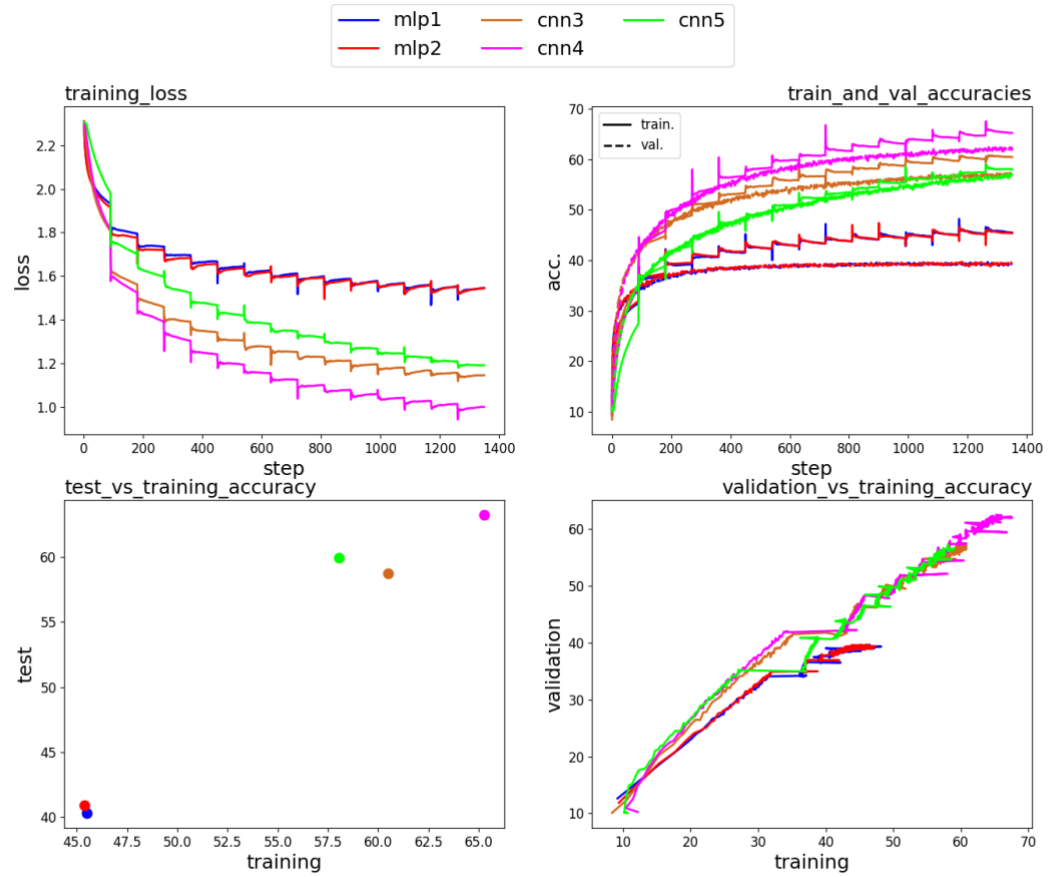 mlp1 cnn3 cnn5
mlp2 cnn4
training_loss
2.2
2.0
1.8
1.6
1.4
1.2
1.0
loss
0 200 400 600 800 1000 1200 1400
step
train_and_val_accuracies
train.
val.
70
60
50
40
30
20
10
acc.
0 200 400 600 800 1000 1200 1400
step
test_vs_training_accuracy
60
55
50
45
40
test
45.0 47.5 50.0 52.5 55.0 57.5 60.0 62.5 65.0
training
validation_vs_training_accuracy
60
50
40
30
20
10
validation
10 20 30 40 50 60 70
training